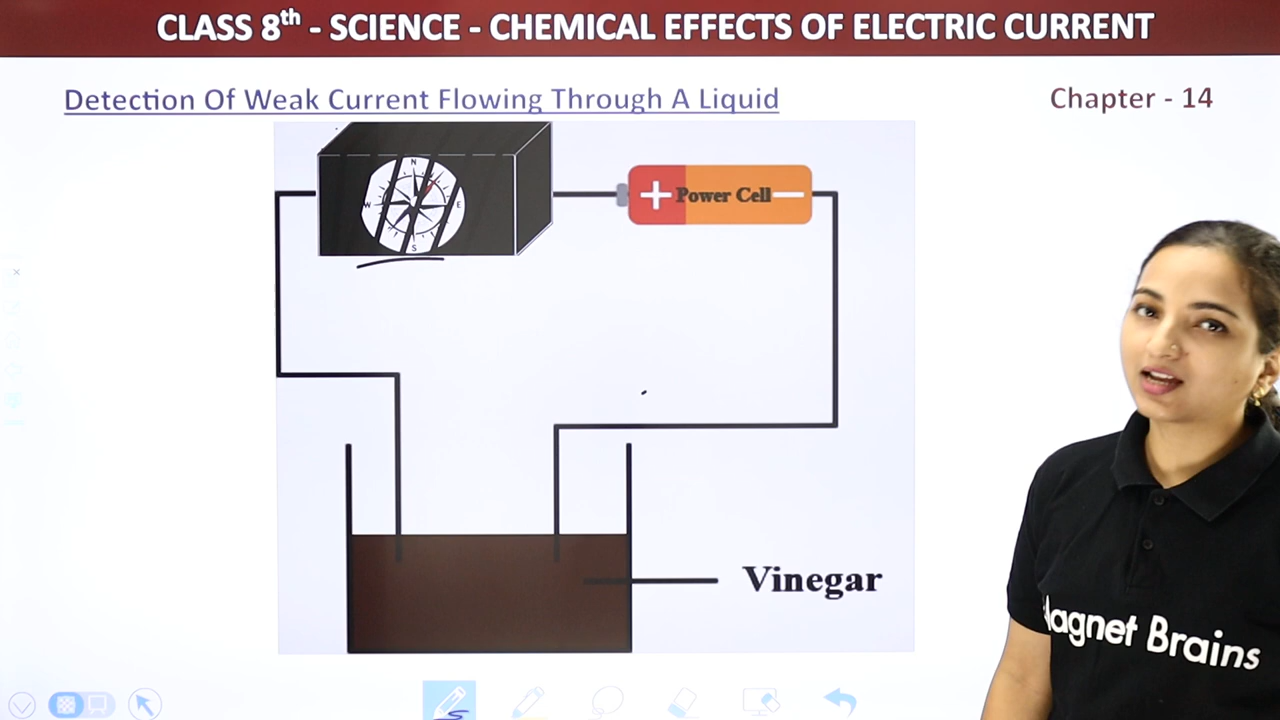 CLASS 8th - SCIENCE - CHEMICAL EFFECTS OF ELECTRIC CURRENT
Detection Of Weak Current Flowing Through A Liquid
Chapter - 14
N
W
E
S
+ Power Cell −
Vinegar
Magnet Brains